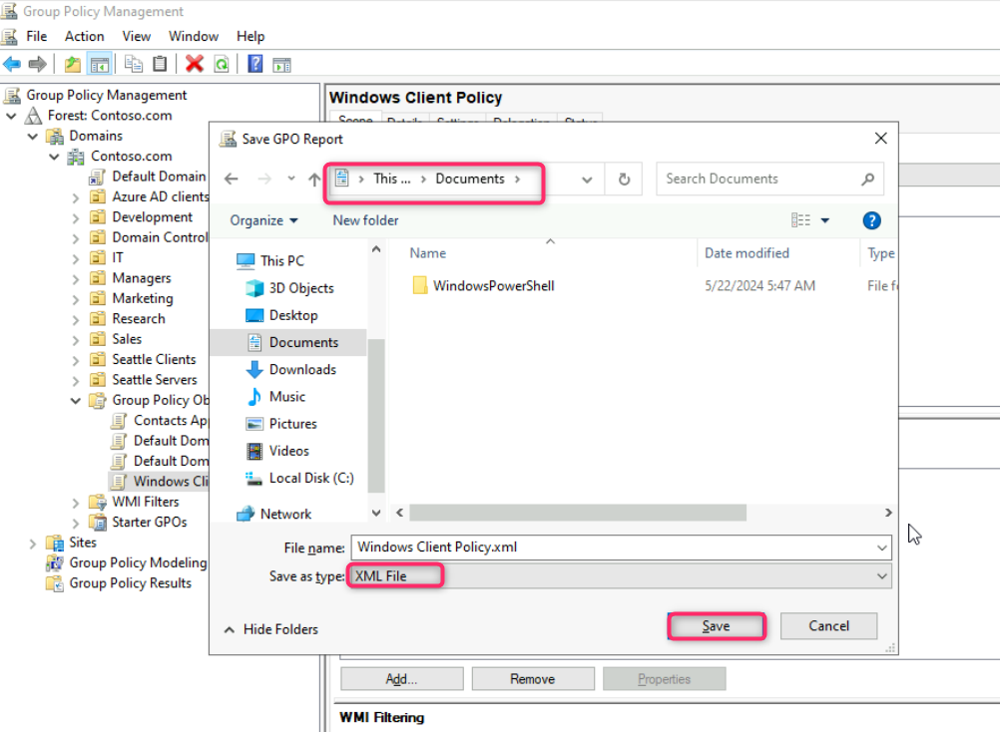 Group Policy Management
File Action View Window Help
Group Policy Management
Forest: Contoso.com
Domains
Contoso.com
Default Domain
Azure AD clients
Development
Domain Control
IT
Managers
Marketing
Research
Sales
Seattle Clients
Seattle Servers
Group Policy Ob
Contacts App
Default Dom
Default Dom
Windows Cli
WMI Filters
Starter GPOs
Sites
Group Policy Modeling
Group Policy Results
Windows Client Policy
Scope Details Settings Delegation Status
Save GPO Report
This ... Documents
Search Documents
Organize New folder
This PC
3D Objects
Desktop
Documents
Downloads
Music
Pictures
Videos
Local Disk (C:)
Network
Name Date modified Type
WindowsPowerShell 5/22/2024 5:47 AM File f
File name: Windows Client Policy.xml
Save as type: XML File
Hide Folders
Save Cancel
Add... Remove Properties
WMI Filtering